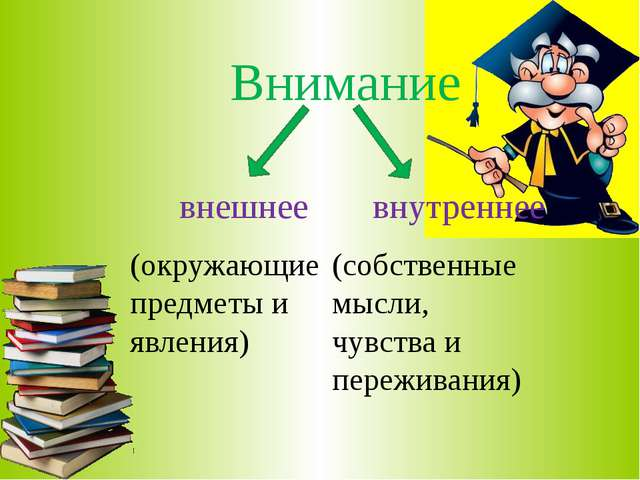 Внимание
внешнее
внутреннее
(окружающие
предметы и
явления)
(собственные
мысли,
чувства и
переживания)